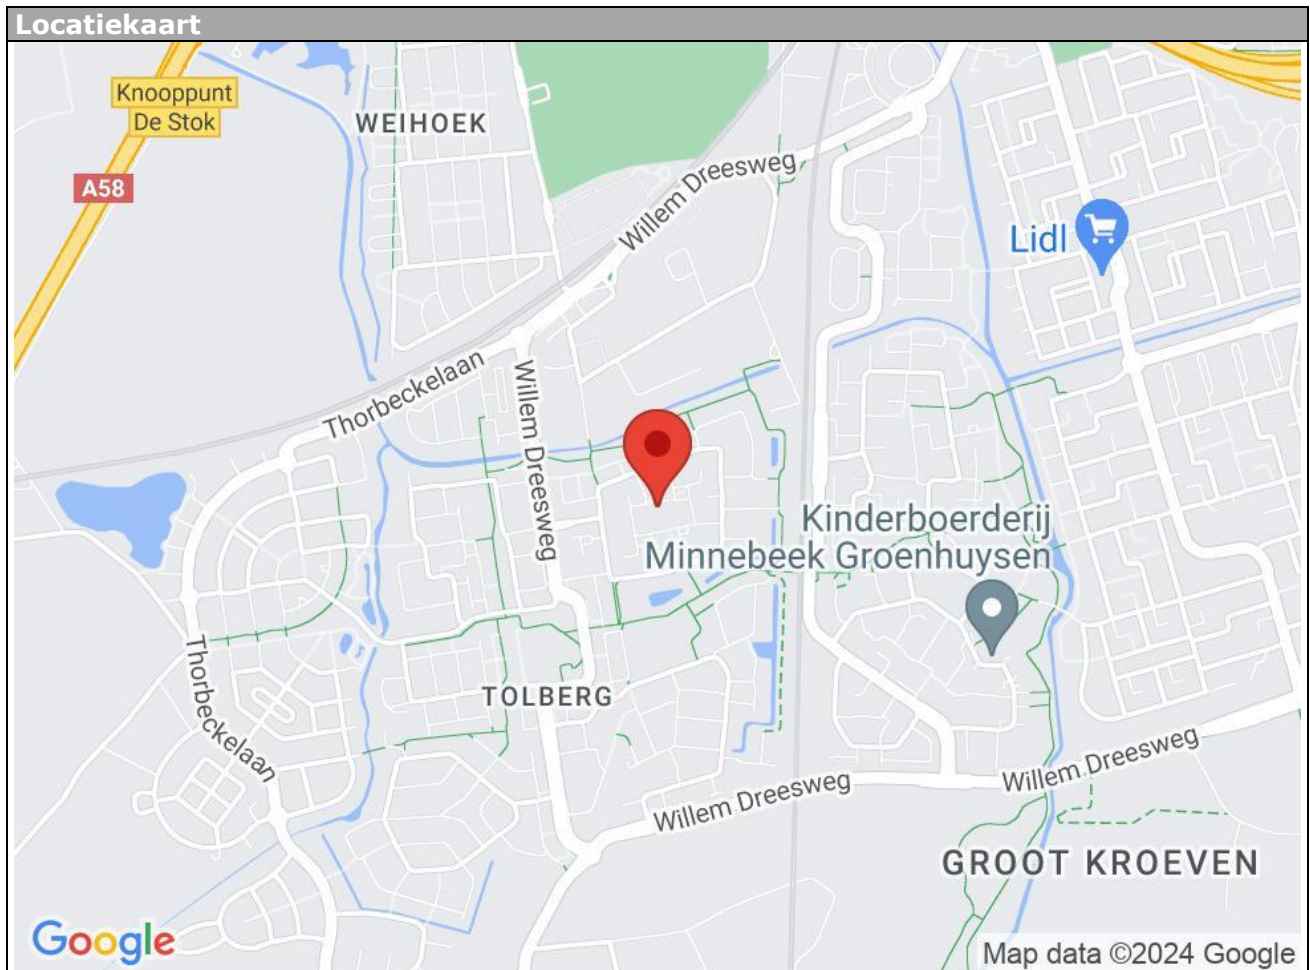 Locatiekaart
Knooppunt
De Stok
WEIHOEK
A58
Willem Dreesweg
Lidl
Thorbeckelaan
Willem Dreesweg
Kinderboerderij
Minnebeek Groenhuysen
Thorbeckelaan
TOLBERG
Willem Dreesweg
Willem Dreesweg
GROOT KROEVEN
Google
Map data ©2024 Google